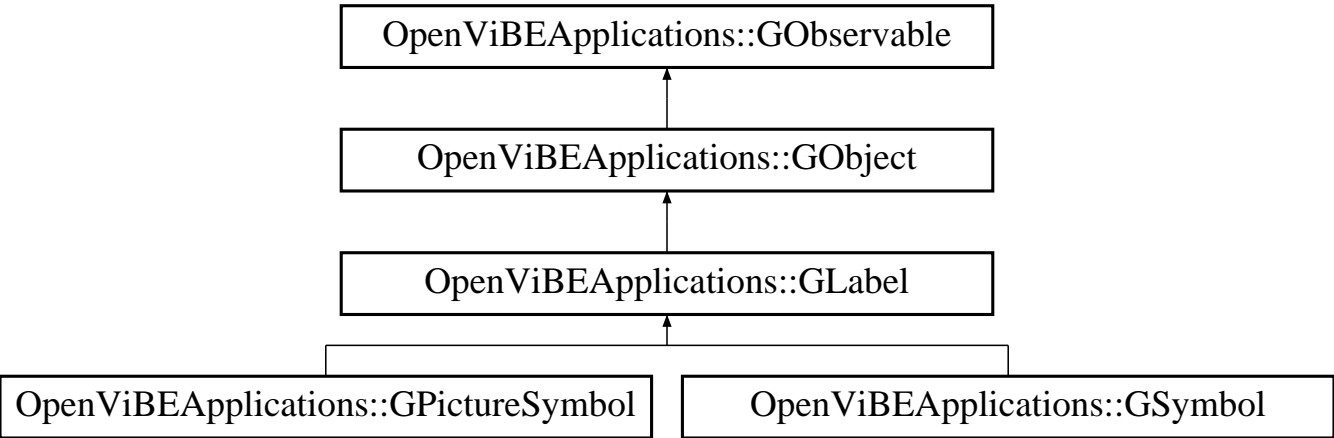 OpenViBEApplications::GObservable
OpenViBEApplications::GObject
OpenViBEApplications::GLabel
OpenViBEApplications::GPictureSymbol
OpenViBEApplications::GSymbol